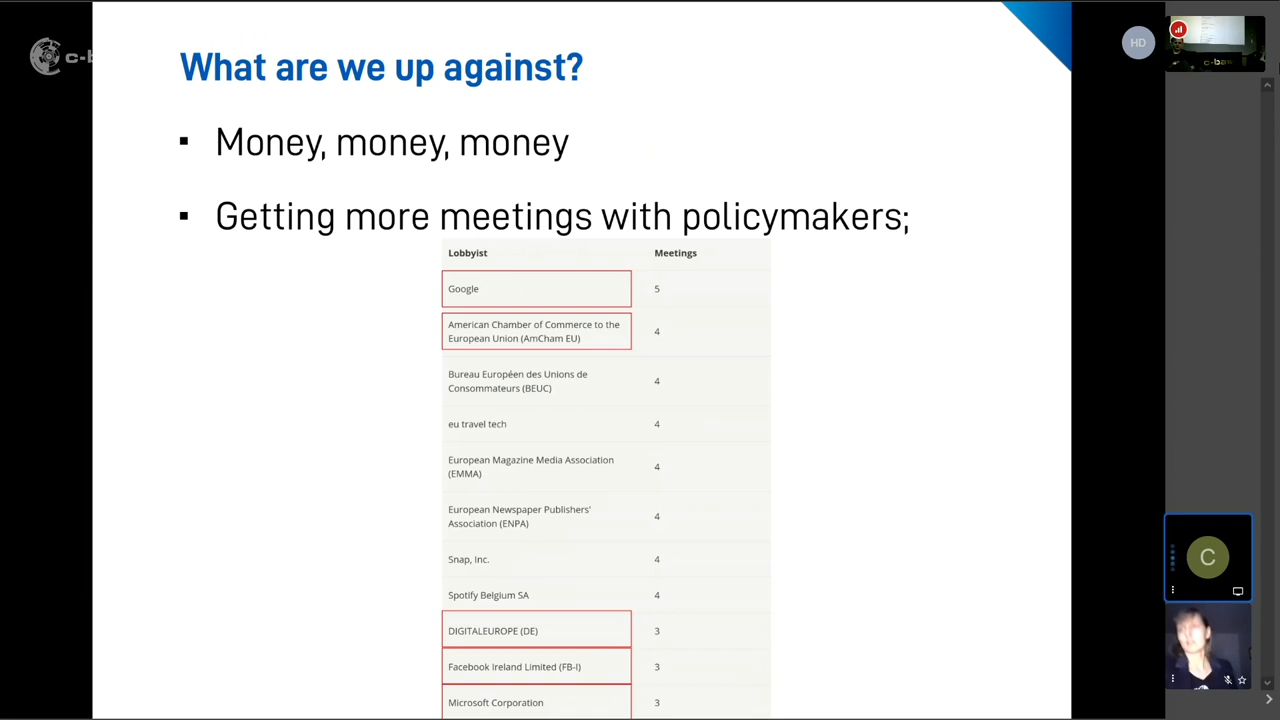 What are we up against?
c-b
HD
c-ba
▪ Money, money, money
▪ Getting more meetings with policymakers;
Lobbyist Meetings
Google 5
American Chamber of Commerce to the
European Union (AmCham EU) 4
Bureau Européen des Unions de
Consommateurs (BEUC) 4
eu travel tech 4
European Magazine Media Association
(EMMA) 4
European Newspaper Publishers'
Association (ENPA) 4
Snap, Inc. 4
Spotify Belgium SA 4
DIGITALEUROPE (DE) 3
Facebook Ireland Limited (FB-I) 3
Microsoft Corporation 3
C